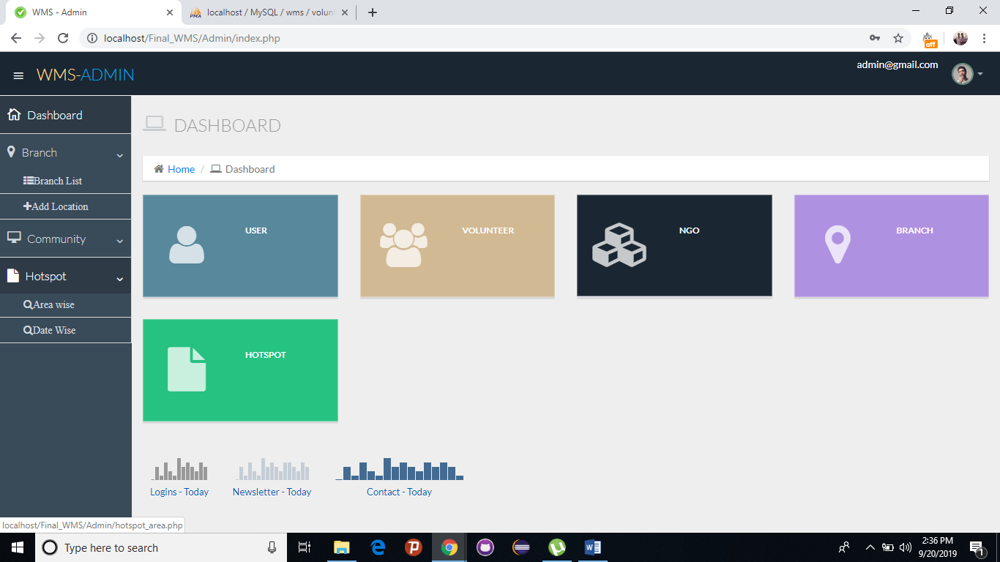 WMS - Admin
localhost / MySQL / wms / volun
localhost/Final_WMS/Admin/index.php
off
WMS-ADMIN
admin@gmail.com
Dashboard
Branch
Branch List
Add Location
Community
Hotspot
Area wise
Date Wise
DASHBOARD
Home / Dashboard
USER
VOLUNTEER
NGO
BRANCH
HOTSPOT
Logins - Today
Newsletter - Today
Contact - Today
localhost/Final_WMS/Admin/hotspot_area.php
Type here to search
2:36 PM
9/20/2019
1